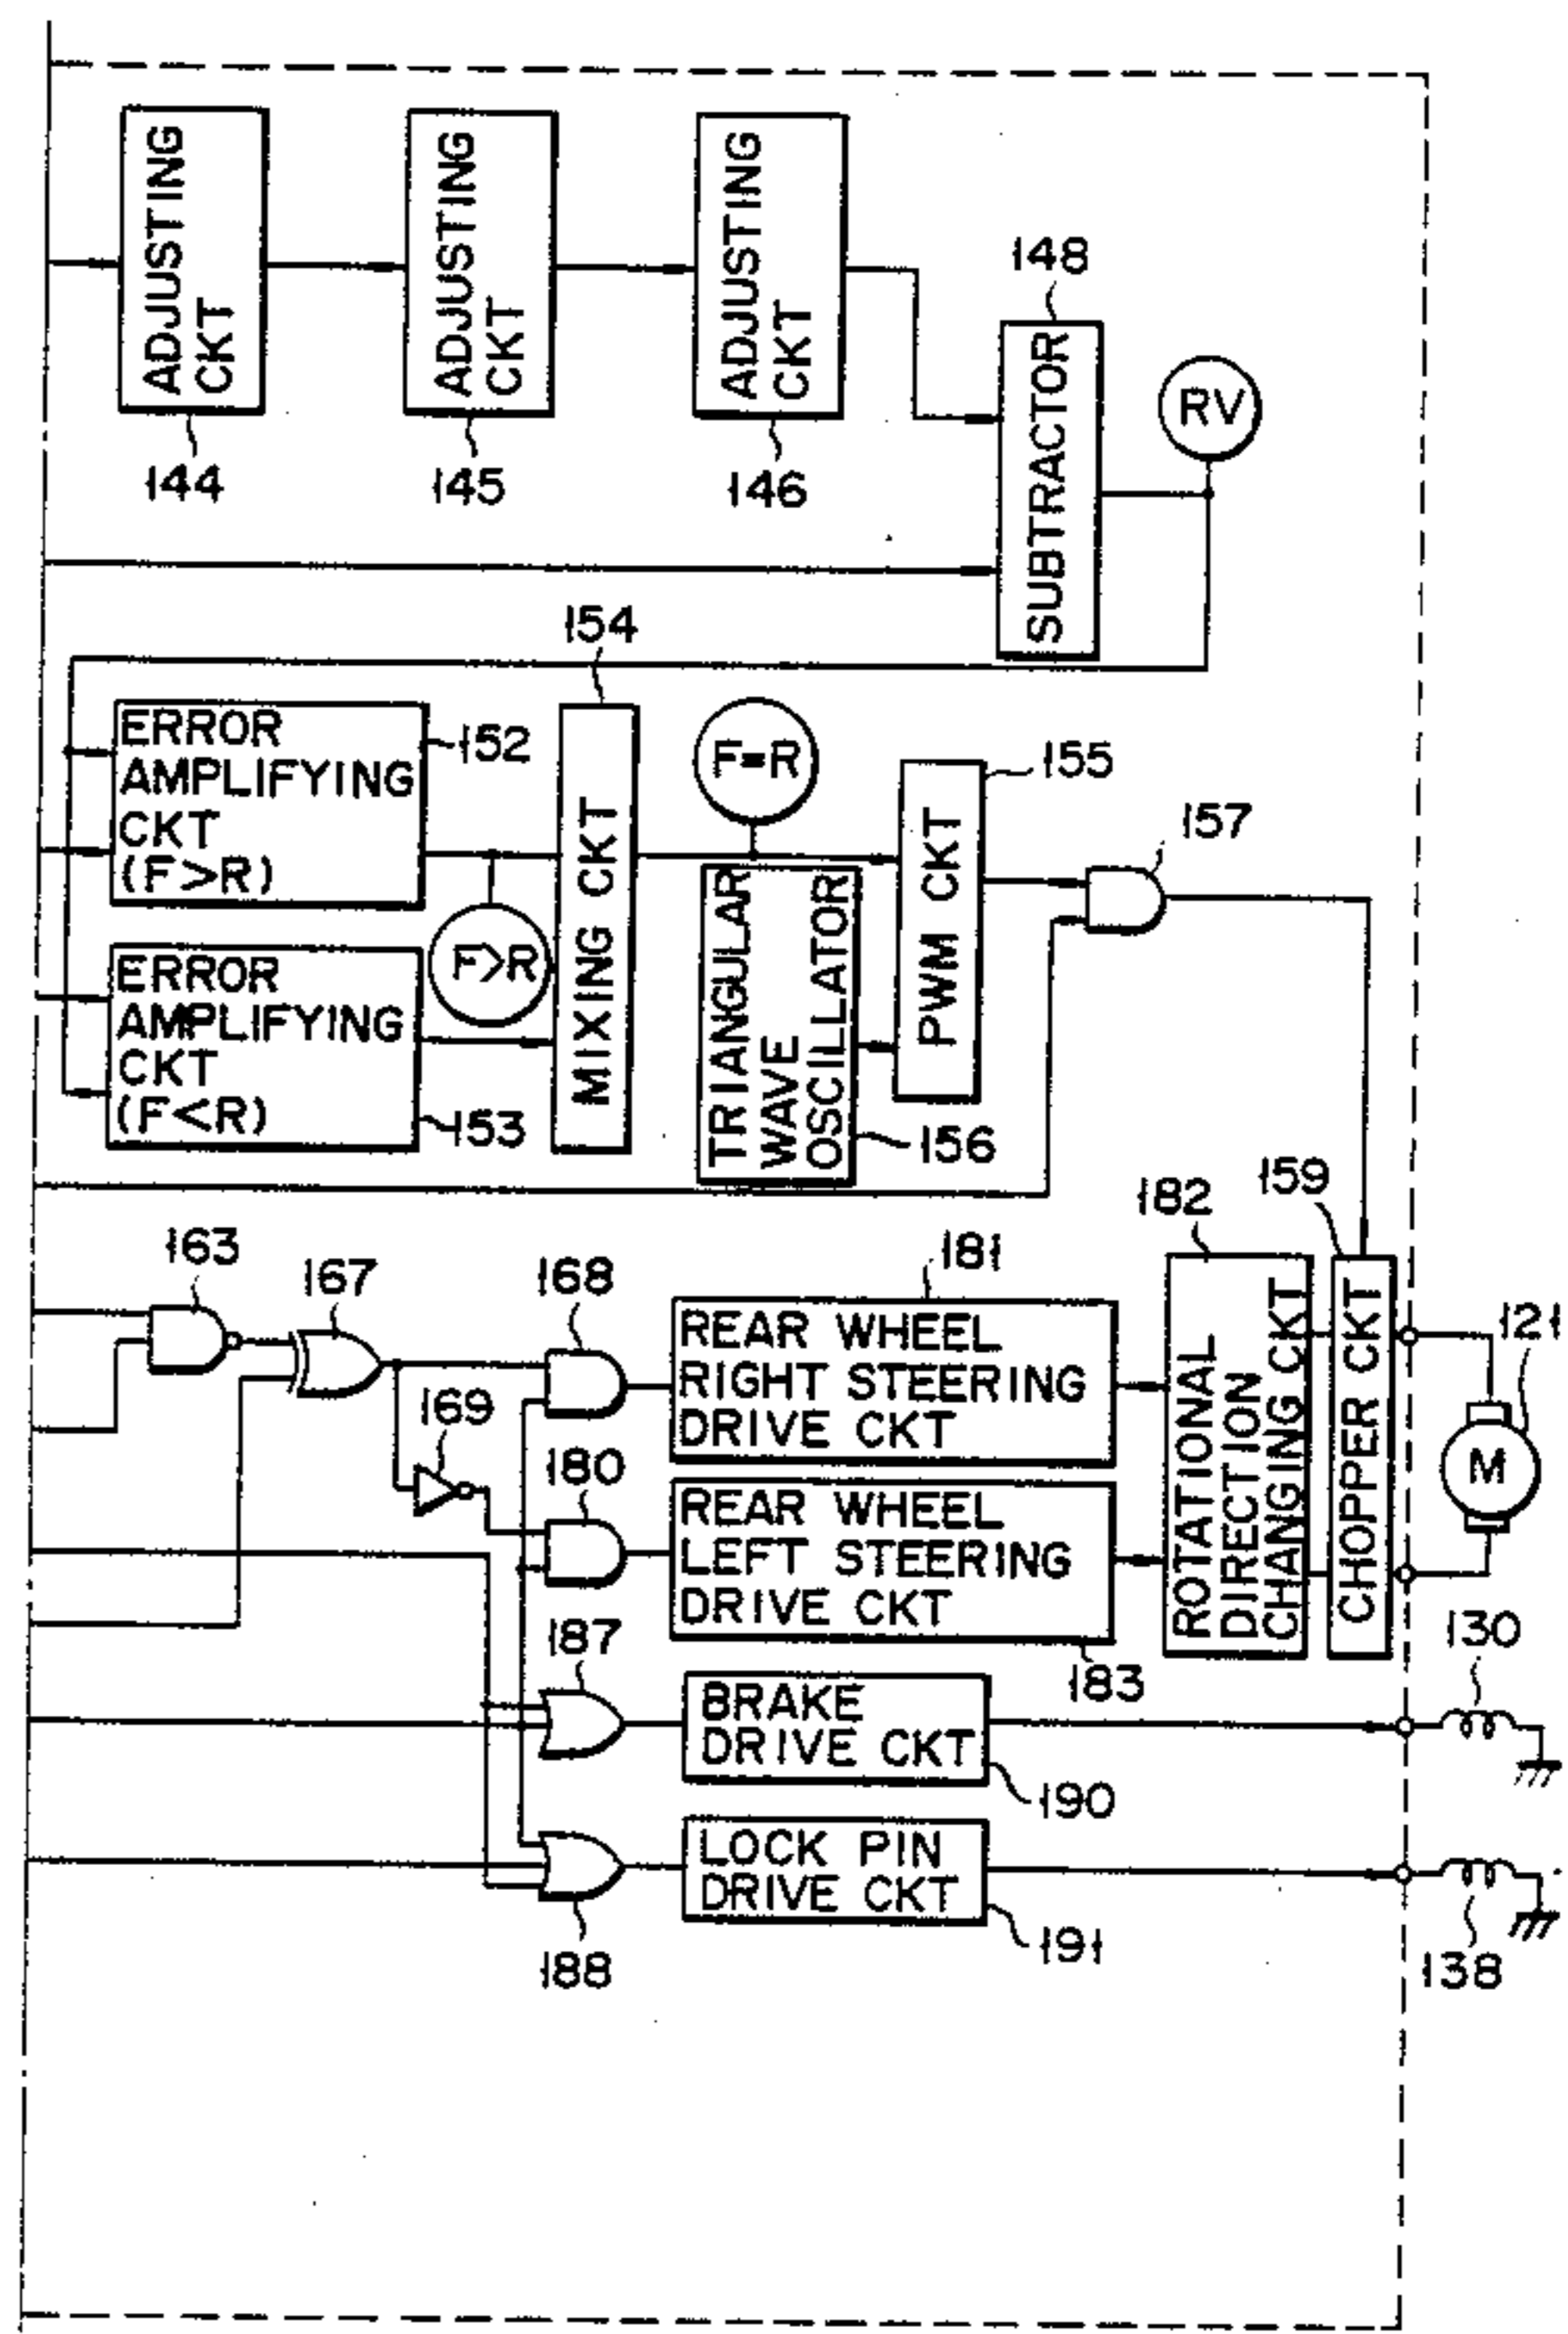 ADJUSTING
CKT
144
ADJUSTING
CKT
145
ADJUSTING
CKT
146
148
SUBTRACTOR
RV
154
ERROR
AMPLIFYING
CKT
(F>R)
152
F>R
MIXING CKT
F=R
155
PWM CKT
157
ERROR
AMPLIFYING
CKT
(F<R)
153
TRIANGULAR
WAVE
OSCILLATOR
156
163
167
168
169
180
181
REAR WHEEL
RIGHT STEERING
DRIVE CKT
REAR WHEEL
LEFT STEERING
DRIVE CKT
183
182
ROTATIONAL
DIRECTION
CHANGING CKT
159
CHOPPER CKT
121
M
187
BRAKE
DRIVE CKT
190
130
188
LOCK PIN
DRIVE CKT
191
138